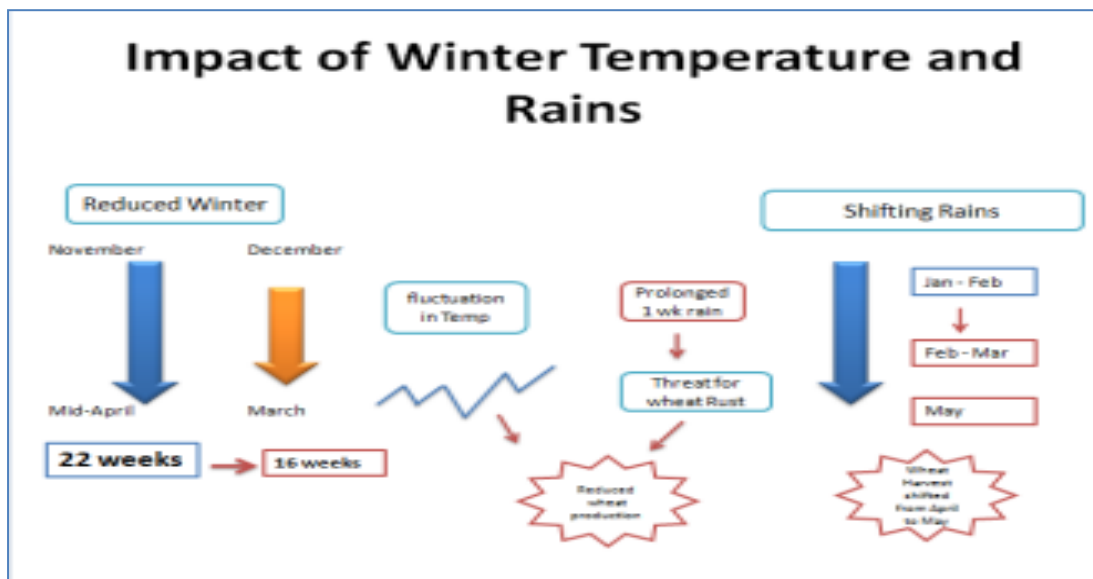 Impact of Winter Temperature and
Rains
Reduced Winter
November
December
Mid-April
March
22 weeks
16 weeks
fluctuation
in Temp
Prolonged
1 wk rain
Threat for
wheat Rust
Reduced
wheat
production
Shifting Rains
Jan - Feb
Feb - Mar
May
Wheat
Harvest
shifted
from April
to May